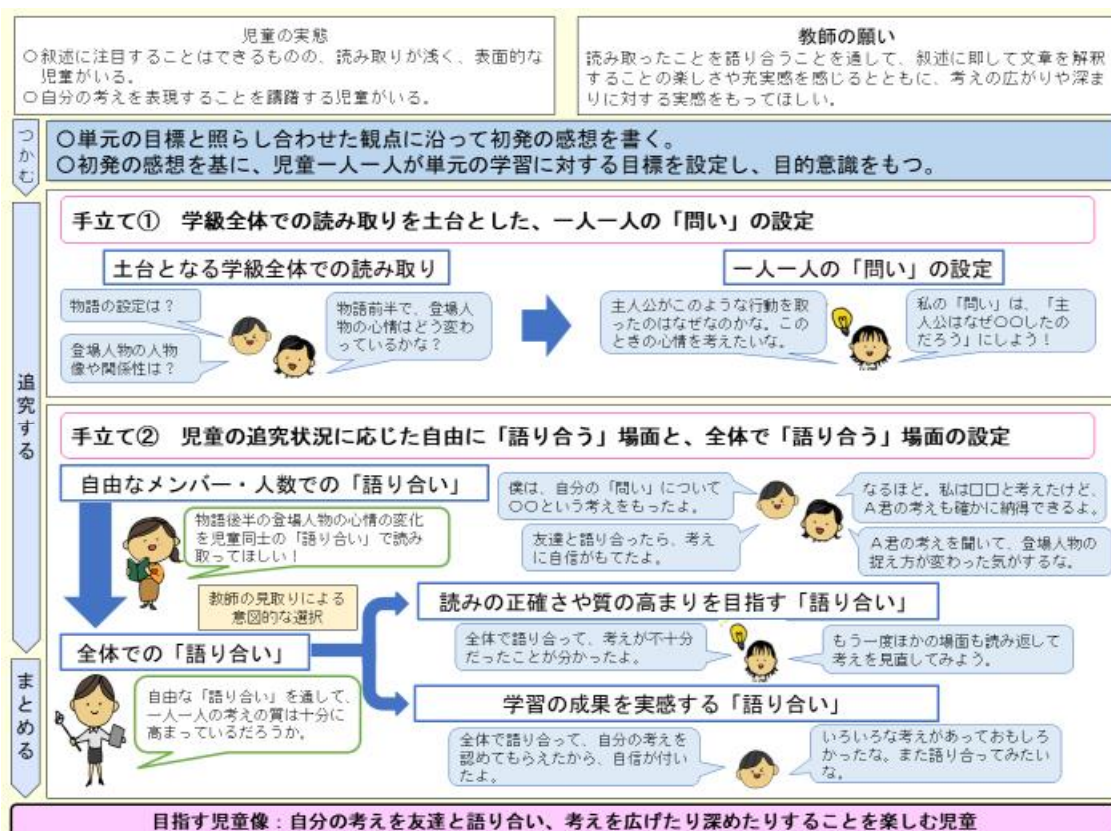 児童の実態
○叙述に注目することはできるものの、読み取りが浅く、表面的な
児童がいる。
○自分の考えを表現することを躊躇する児童がいる。
教師の願い
読み取ったことを語り合うことを通して、叙述に即して文章を解釈
することの楽しさや充実感を感じるとともに、考えの広がりや深ま
りに対する実感をもってほしい。
つかむ
○単元の目標と照らし合わせた観点に沿って初発の感想を書く。
○初発の感想を基に、児童一人一人が単元の学習に対する目標を設定し、目的意識をもつ。
追究する
手立て① 学級全体での読み取りを土台とした、一人一人の「問い」の設定
土台となる学級全体での読み取り
物語の設定は？
登場人物の人物
像や関係性は？
物語前半で、登場人
物の心情はどう変わ
っているかな？
一人一人の「問い」の設定
主人公がこのような行動を取
ったのはなぜなのかな。この
ときの心情を考えたいな。
私の「問い」は、「主
人公はなぜ〇〇したの
だろう」にしよう！
手立て② 児童の追究状況に応じた自由に「語り合う」場面と、全体で「語り合う」場面の設定
自由なメンバー・人数での「語り合い」
物語後半の登場人物の心情の変化
を児童同士の「語り合い」で読み
取ってほしい！
僕は、自分の「問い」について
〇〇という考えをもったよ。
友達と語り合ったら、考え
に自信がもてたよ。
なるほど。私は□□と考えたけど、
A君の考えも確かに納得できるよ。
A君の考えを聞いて、登場人物の
捉え方が変わった気がするな。
教師の見取りによる
意図的な選択
全体での「語り合い」
読みの正確さや質の高まりを目指す「語り合い」
全体で語り合って、考えが不十分
だったことが分かったよ。
もう一度ほかの場面も読み返して
考えを見直してみよう。
まとめる
自由な「語り合い」を通して、
一人一人の考えの質は十分に
高まっているだろうか。
学習の成果を実感する「語り合い」
全体で語り合って、自分の考えを
認めてもらえたから、自信が付い
たよ。
いろいろな考えがあっておもしろ
かったな。また語り合ってみたい
な。
目指す児童像：自分の考えを友達と語り合い、考えを広げたり深めたりすることを楽しむ児童